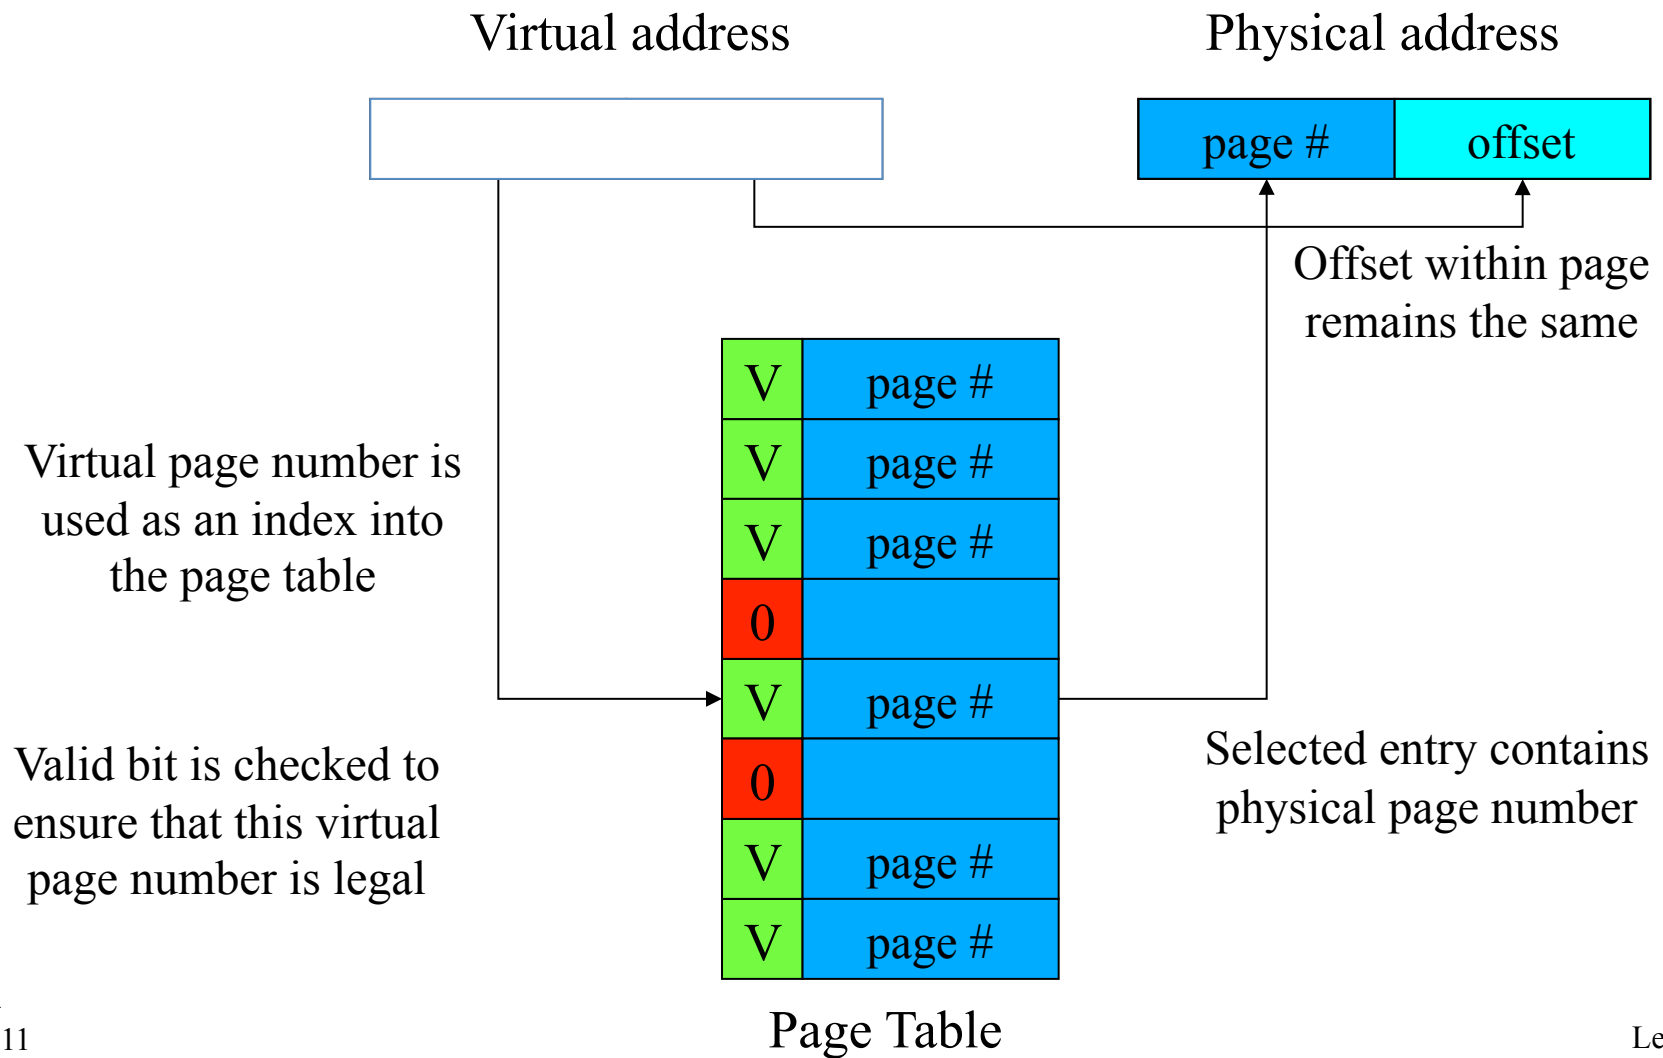 Virtual address
Physical address
page #
offset
Offset within page
remains the same
V page #
V page #
Virtual page number is
used as an index into
the page table
V page #
0
V page #
Selected entry contains
physical page number
Valid bit is checked to
ensure that this virtual
page number is legal
0
V page #
V page #
Page Table
11
Le